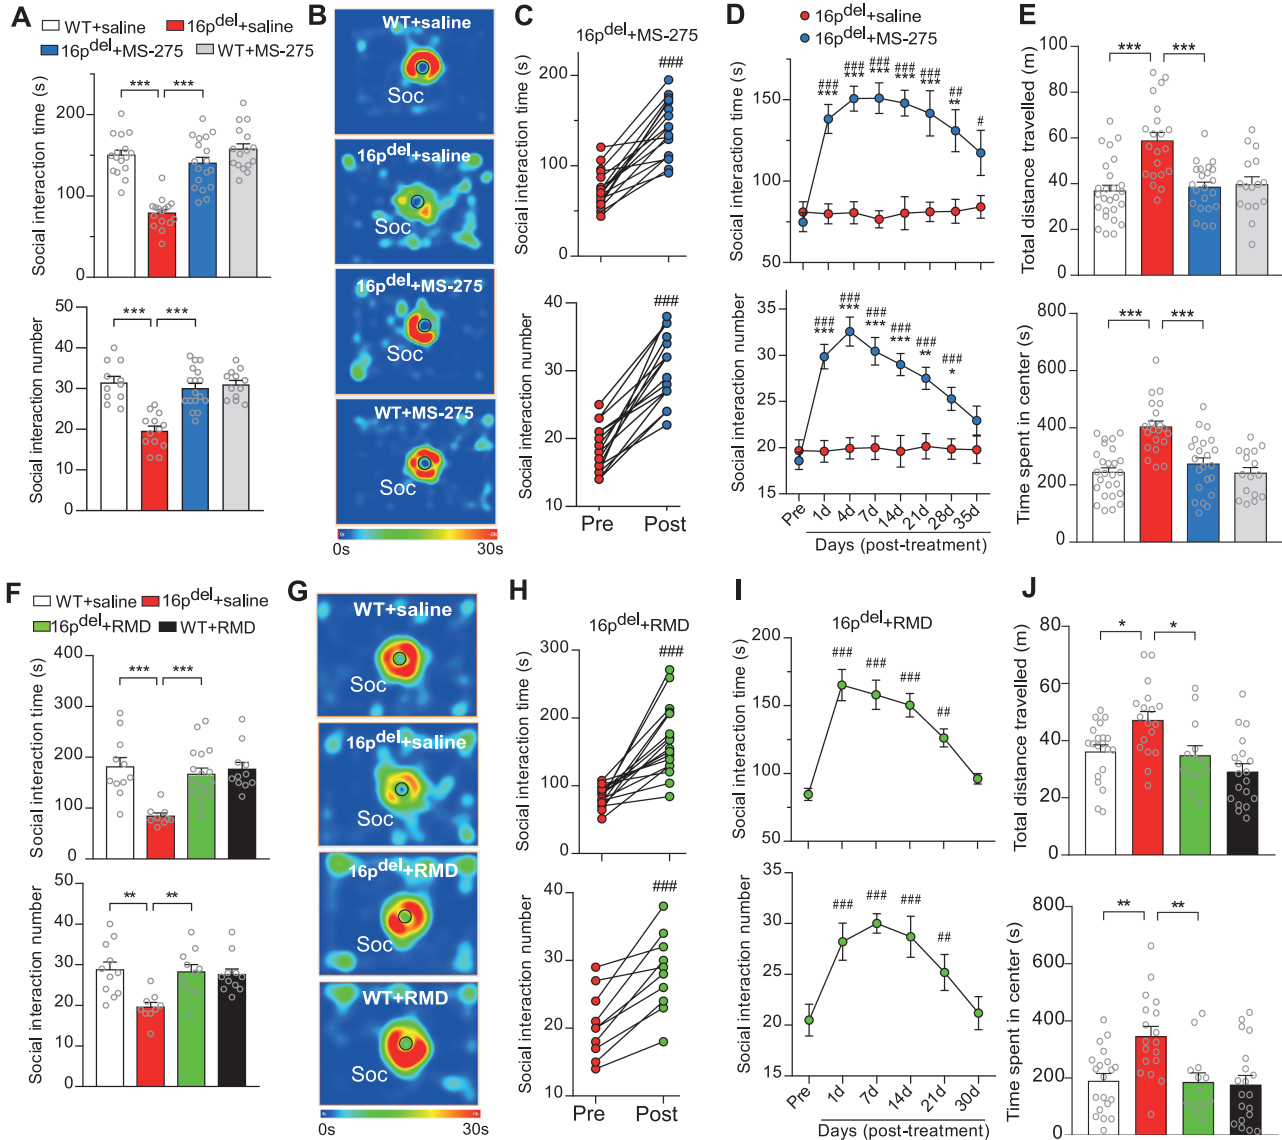 A
WT+saline 16pdel+saline
16pdel+MS-275 WT+MS-275
Social interaction time (s)
200
100
0
*** ***
Social interaction number
50
40
30
20
10
0
*** ***
B
WT+saline
Soc
16pdel+saline
Soc
16pdel+MS-275
Soc
WT+MS-275
Soc
0s 30s
C
16pdel+MS-275
###
Social interaction time (s)
200
100
0
###
Social interaction number
40
30
20
10
Pre Post
D
16pdel+saline
16pdel+MS-275
Social interaction time (s)
150
100
50
### ### ### ### ### ## #
*** *** *** *** *** **
Social interaction number
35
30
25
20
15
### ### ### ### ### ###
*** *** *** *** ** *
Pre 1d 4d 7d 14d 21d 28d 35d
Days (post-treatment)
E
Total distance travelled (m)
100
80
60
40
20
0
*** ***
Time spent in center (s)
800
600
400
200
0
*** ***
F
WT+saline 16pdel+saline
16pdel+RMD WT+RMD
Social interaction time (s)
400
300
200
100
0
*** ***
Social interaction number
50
40
30
20
10
0
** **
G
WT+saline
Soc
16pdel+saline
Soc
16pdel+RMD
Soc
WT+RMD
Soc
0s 30s
H
16pdel+RMD
###
Social interaction time (s)
300
200
100
0
###
Social interaction number
40
30
20
10
Pre Post
I
16pdel+RMD
Social interaction time (s)
200
150
100
50
### ### ### ##
Social interaction number
35
30
25
20
15
### ### ### ##
Pre 1d 7d 14d 21d 30d
Days (post-treatment)
J
Total distance travelled (m)
80
60
40
20
0
* *
Time spent in center (s)
800
600
400
200
0
** **